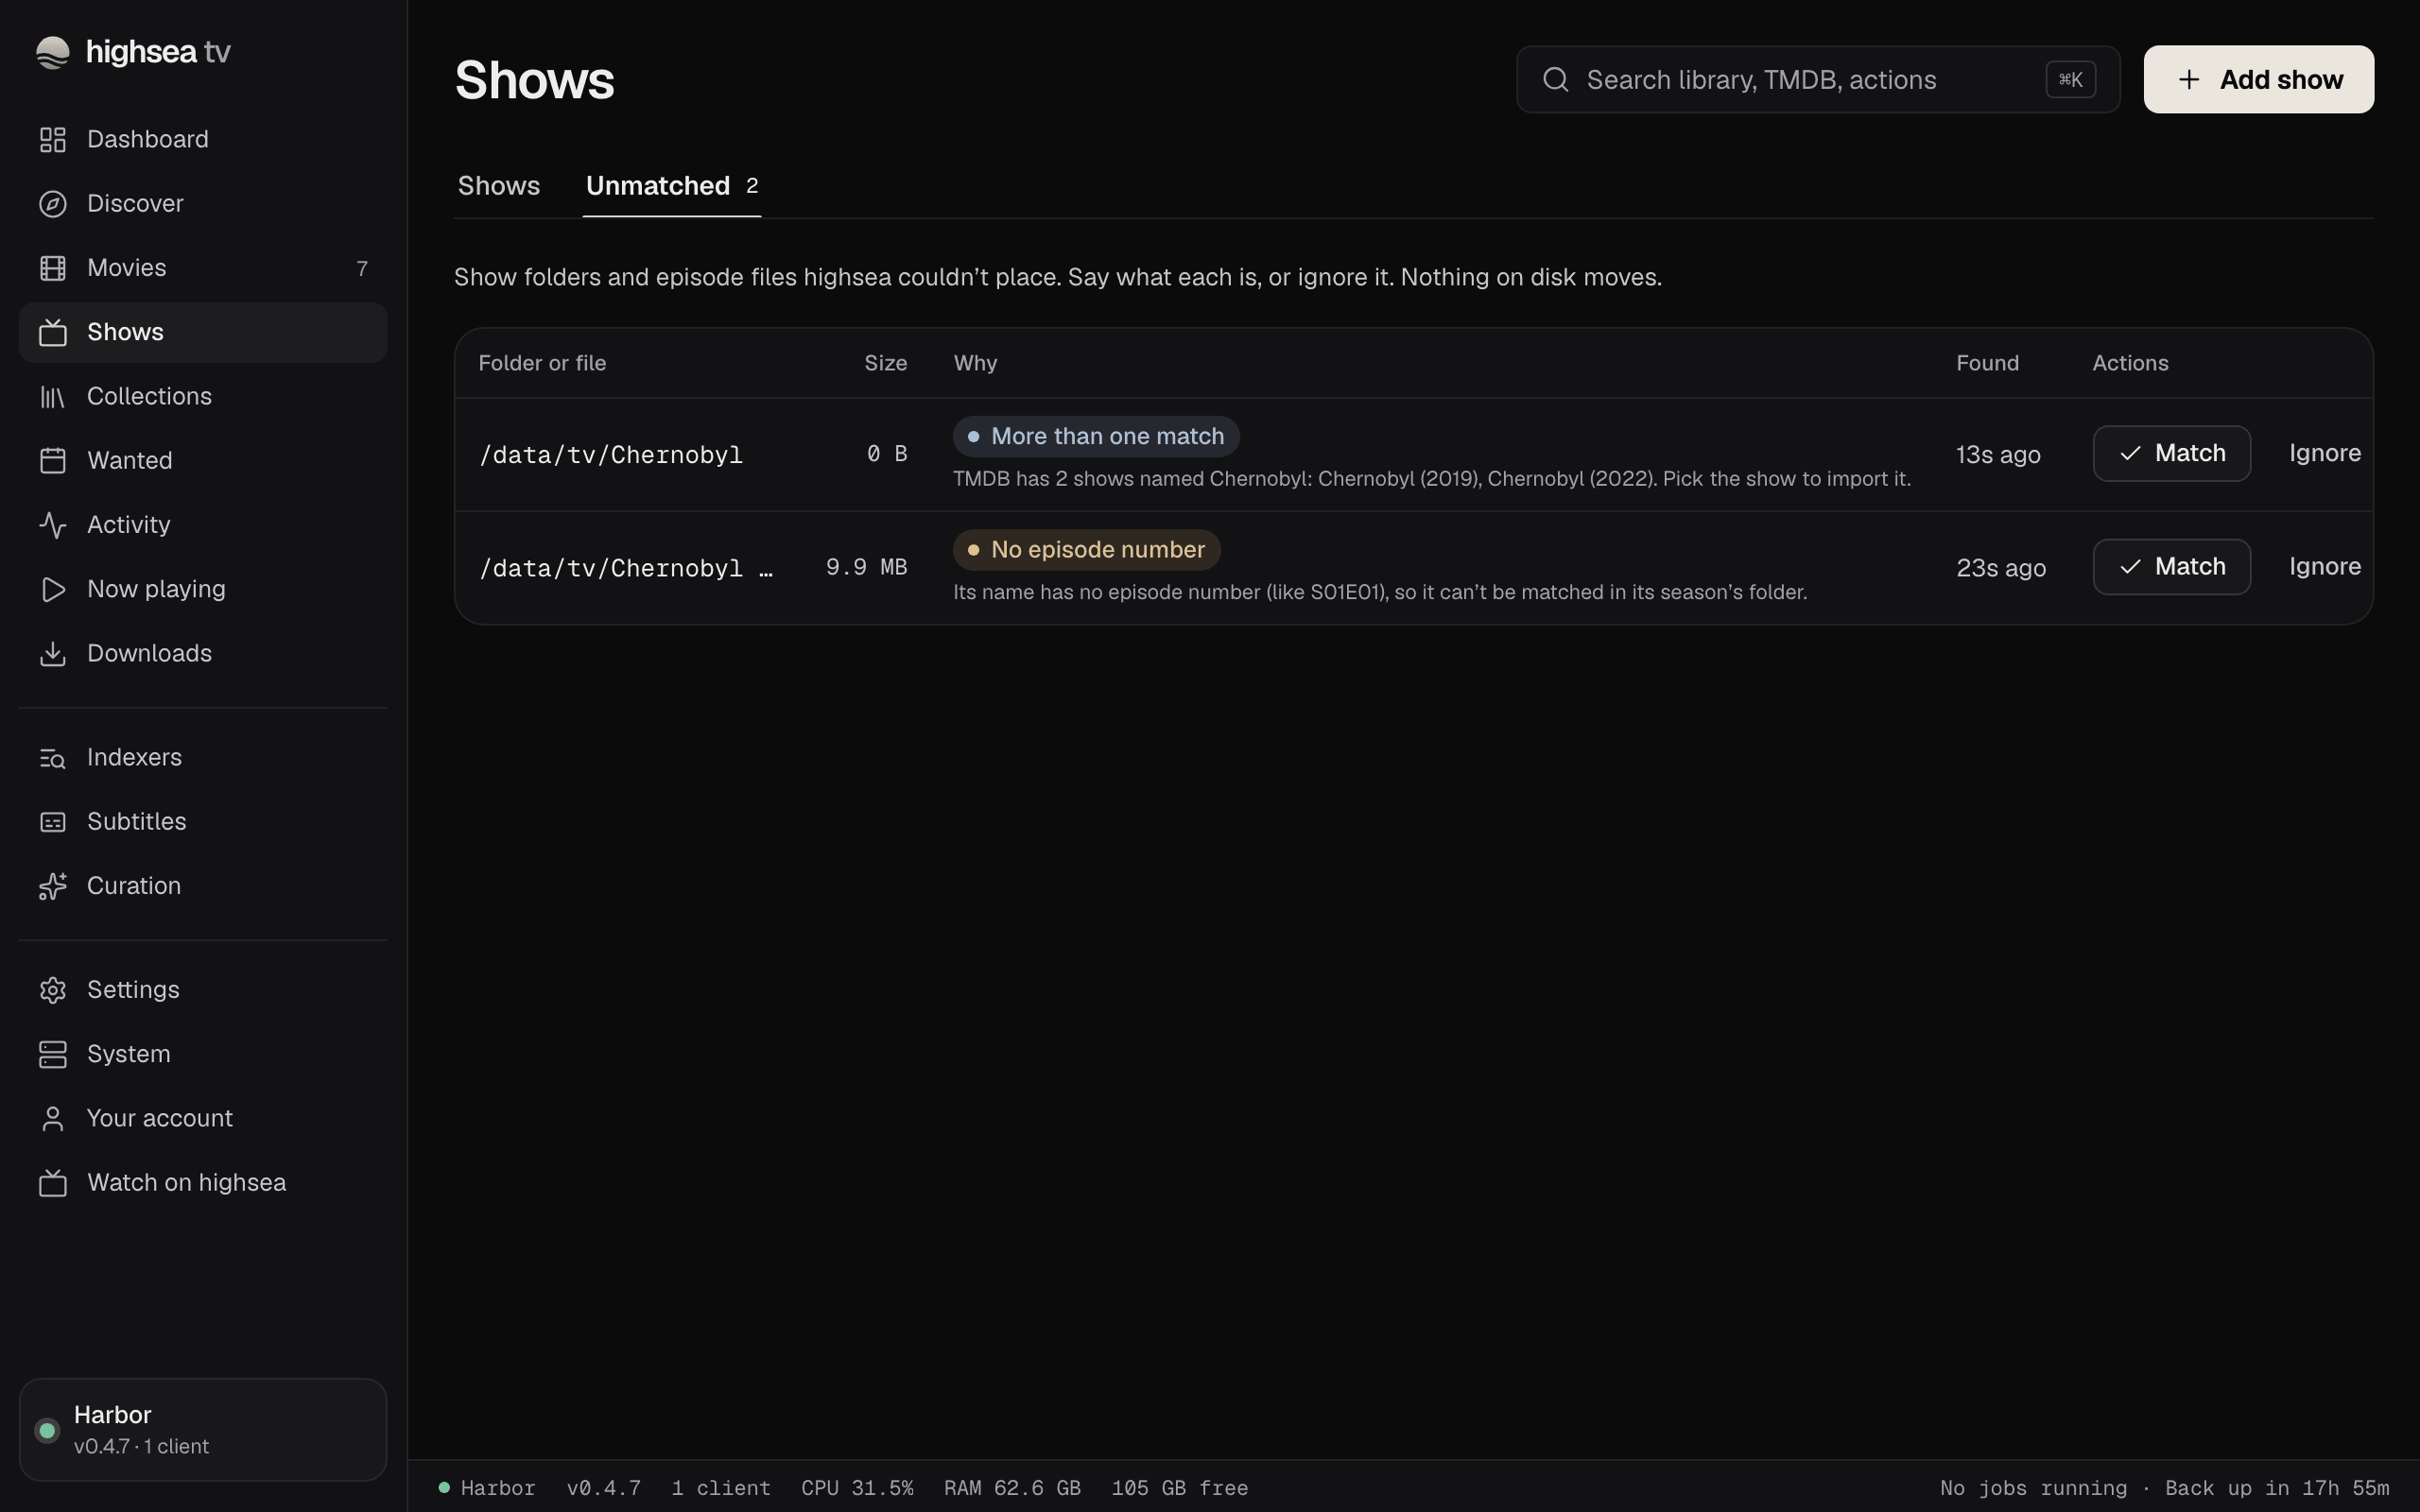 highsea tv
Dashboard
Discover
Movies 7
Shows
Collections
Wanted
Activity
Now playing
Downloads
Indexers
Subtitles
Curation
Settings
System
Your account
Watch on highsea
Harbor
v0.4.7 · 1 client
Shows
Search library, TMDB, actions ⌘K
+ Add show
Shows Unmatched 2
Show folders and episode files highsea couldn’t place. Say what each is, or ignore it. Nothing on disk moves.
Folder or file Size Why Found Actions
More than one match
/data/tv/Chernobyl 0 B 13s ago Match Ignore
TMDB has 2 shows named Chernobyl: Chernobyl (2019), Chernobyl (2022). Pick the show to import it.
No episode number
/data/tv/Chernobyl … 9.9 MB 23s ago Match Ignore
Its name has no episode number (like S01E01), so it can’t be matched in its season’s folder.
Harbor v0.4.7 1 client CPU 31.5% RAM 62.6 GB 105 GB free No jobs running · Back up in 17h 55m